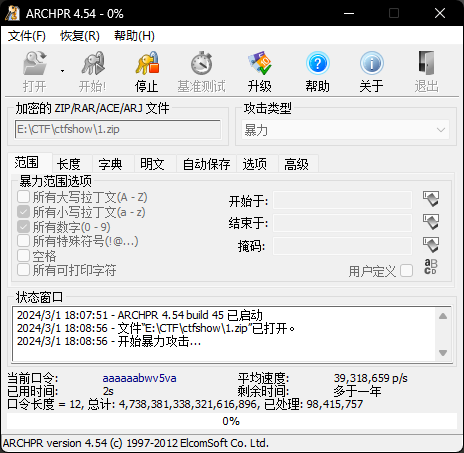 ARCHPR 4.54 - 0%
文件(F) 恢复(R) 帮助(H)
打开 开始! 停止 基准测试 升级 帮助 关于 退出
加密的 ZIP/RAR/ACE/ARJ 文件 攻击类型
E:\CTF\ctfshow\1.zip 暴力
范围 长度 字典 明文 自动保存 选项 高级
暴力范围选项
所有大写拉丁文(A - Z) 开始于:
所有小写拉丁文(a - z)
所有数字(0 - 9) 结束于:
所有特殊符号(!@...) 掩码:
空格
所有可打印字符 用户定义
状态窗口
2024/3/1 18:07:51 - ARCHPR 4.54 build 45 已启动
2024/3/1 18:08:56 - 文件"E:\CTF\ctfshow\1.zip"已打开。
2024/3/1 18:08:56 - 开始暴力攻击...
当前口令: aaaaaabwv5va 平均速度: 39,318,659 p/s
已用时间: 2s 剩余时间: 多于一年
口令长度 = 12, 总计: 4,738,381,338,321,616,896, 已处理: 98,415,757
0%
ARCHPR version 4.54 (c) 1997-2012 ElcomSoft Co. Ltd.